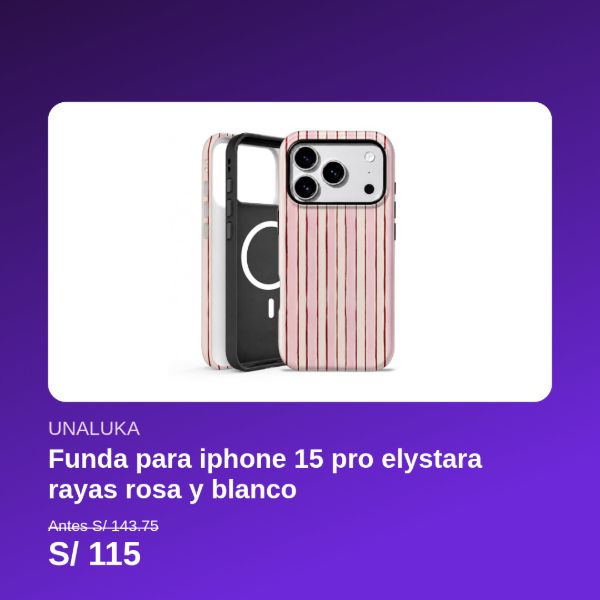 UNALUKA
Funda para iphone 15 pro elystara
rayas rosa y blanco
Antes S/ 143.75
S/ 115